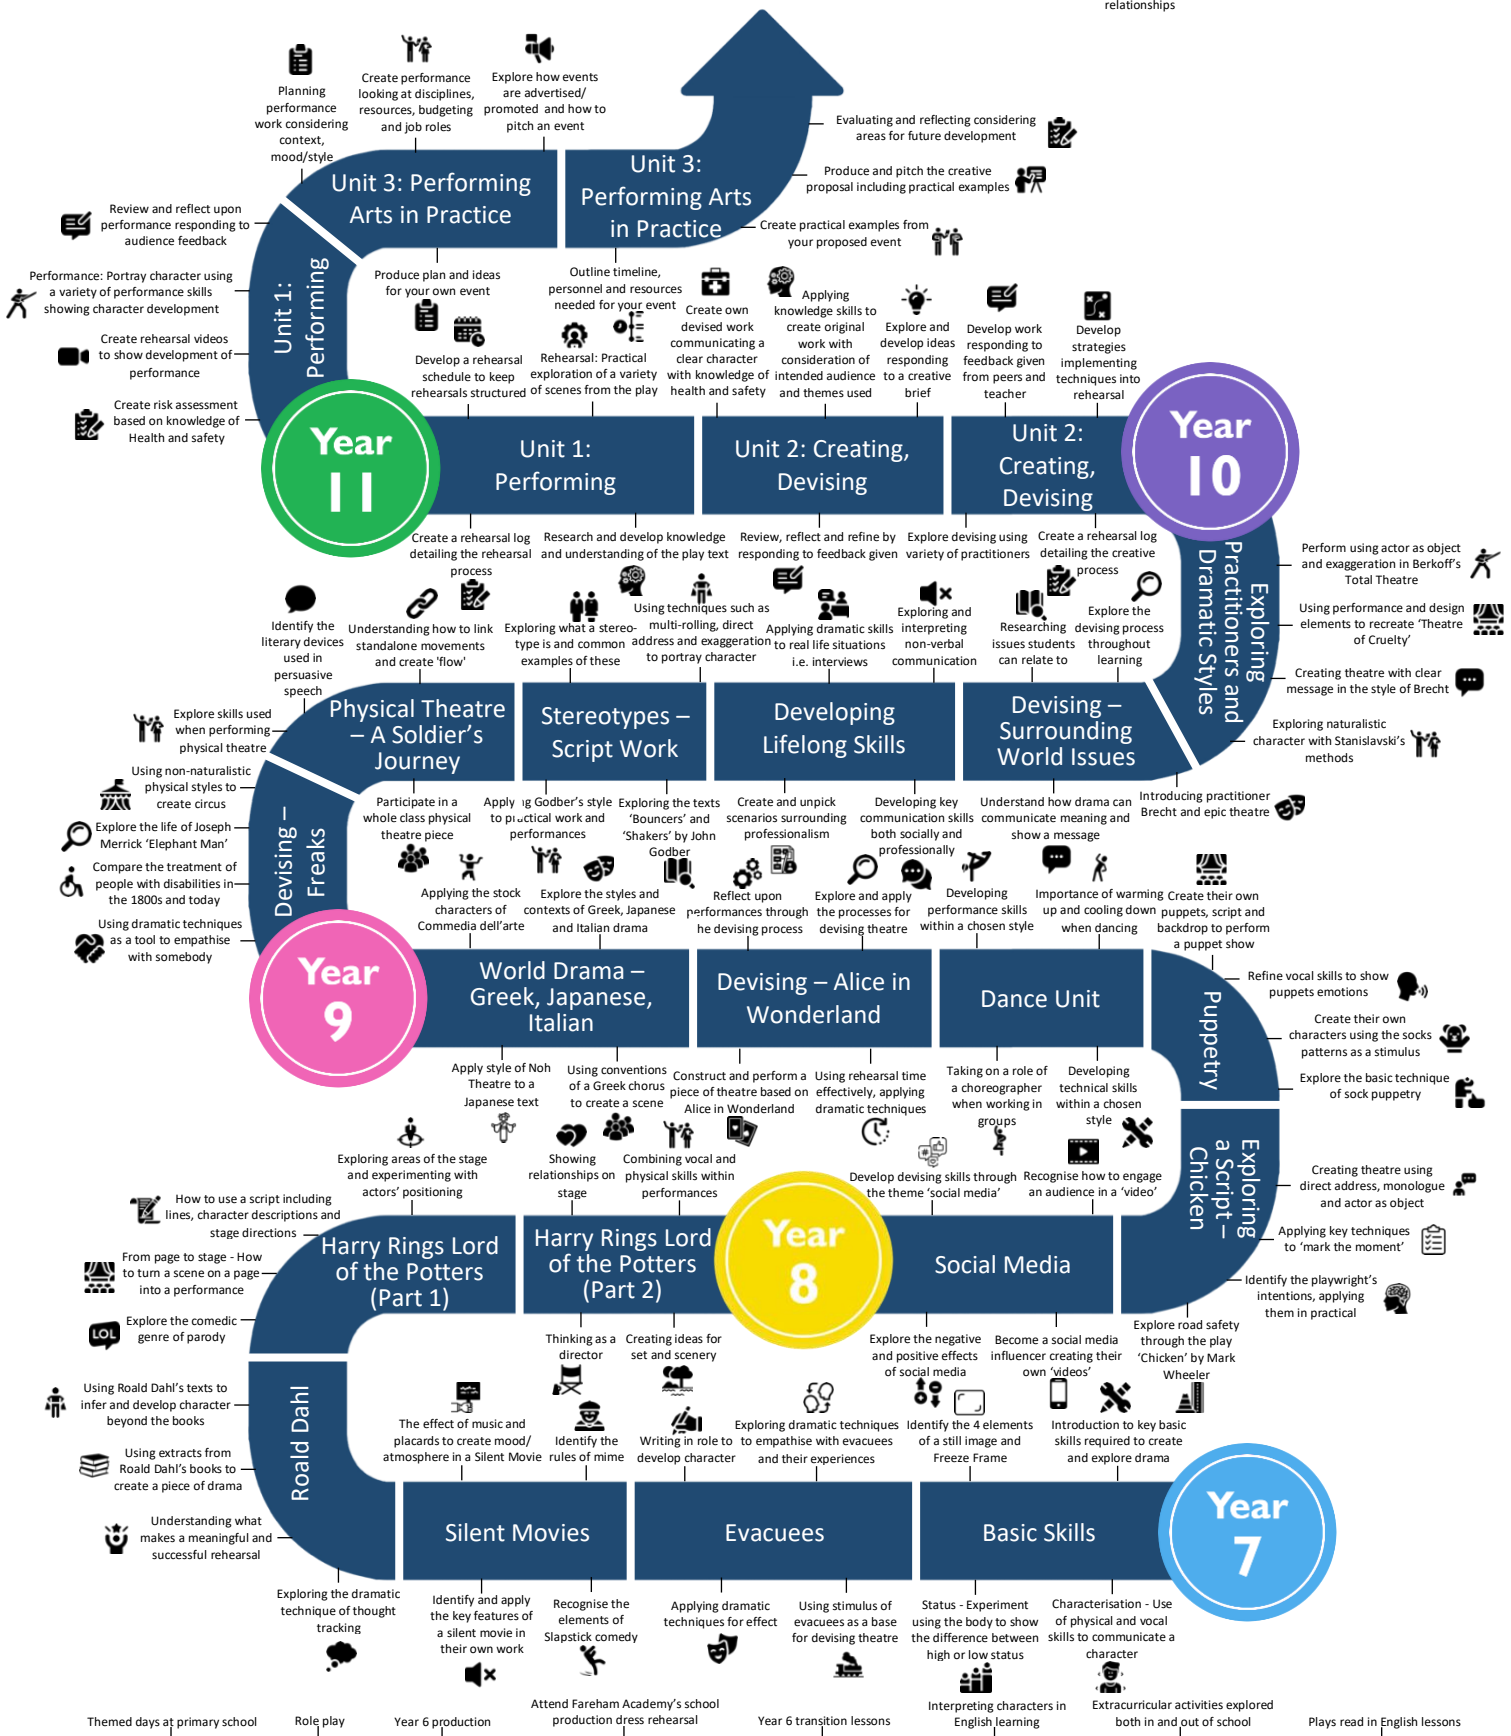 relationships
Planning
performance
work considering
context,
mood/style
Create performance
looking at disciplines,
resources, budgeting
and job roles
Explore how events
are advertised/
promoted and how to
pitch an event
Evaluating and reflecting considering
areas for future development
Produce and pitch the creative
proposal including practical examples
Create practical examples from
your proposed event
Unit 3: Performing
Arts in Practice
Unit 3:
Performing Arts
in Practice
Review and reflect upon
performance responding to
audience feedback
Performance: Portray character using
a variety of performance skills
showing character development
Create rehearsal videos
to show development of
performance
Create risk assessment
based on knowledge of
Health and safety
Unit 1:
Performing
Produce plan and ideas
for your own event
Outline timeline,
personnel and resources
needed for your event
Develop a rehearsal
schedule to keep
rehearsals structured
Rehearsal: Practical
exploration of a variety
of scenes from the play
Create own
devised work
communicating a
clear character
with knowledge of
health and safety
Applying
knowledge skills to
create original
work with
consideration of
intended audience
and themes used
Explore and
develop ideas
responding
to a creative
brief
Develop work
responding to
feedback given
from peers and
teacher
Develop
strategies
implementing
techniques into
rehearsal
Year
11
Unit 1:
Performing
Unit 2: Creating,
Devising
Unit 2:
Creating,
Devising
Year
10
Create a rehearsal log
detailing the rehearsal
process
Research and develop knowledge
and understanding of the play text
Review, reflect and refine by
responding to feedback given
Explore devising using
variety of practitioners
Create a rehearsal log
detailing the creative
process
Exploring
Practitioners and
Dramatic Styles
Perform using actor as object
and exaggeration in Berkoff's
Total Theatre
Using performance and design
elements to recreate 'Theatre
of Cruelty'
Creating theatre with clear
message in the style of Brecht
Exploring naturalistic
character with Stanislavski's
methods
Introducing practitioner
Brecht and epic theatre
Identify the
literary devices
used in
persuasive
speech
Understanding how to link
standalone movements
and create 'flow'
Exploring what a stereo-
type is and common
examples of these
Using techniques such as
multi-rolling, direct
address and exaggeration
to portray character
Applying dramatic skills
to real life situations
i.e. interviews
Exploring and
interpreting
non-verbal
communication
Researching
issues students
can relate to
Explore the
devising process
throughout
learning
Explore skills used
when performing
physical theatre
Physical Theatre
– A Soldier's
Journey
Stereotypes –
Script Work
Developing
Lifelong Skills
Devising –
Surrounding
World Issues
Using non-naturalistic
physical styles to
create circus
Explore the life of Joseph
Merrick 'Elephant Man'
Compare the treatment of
people with disabilities in
the 1800s and today
Using dramatic techniques
as a tool to empathise
with somebody
Devising –
Freaks
Participate in a
whole class physical
theatre piece
Godber's style
to
work and
performances
Exploring the texts
'Bouncers' and
'Shakers' by John
Godber
Create and unpick
scenarios surrounding
professionalism
Developing key
communication skills
both socially and
professionally
Understand how drama can
communicate meaning and
show a message
Applying the stock
characters of
Commedia dell'arte
Explore the styles and
contexts of Greek, Japanese
and Italian drama
Reflect upon
performances through
he devising process
Explore and apply
the processes for
devising theatre
Developing
performance skills
within a chosen style
Importance of warming
up and cooling down
when dancing
Create their own
puppets, script and
backdrop to perform
a puppet show
Year
9
World Drama –
Greek, Japanese,
Italian
Devising – Alice in
Wonderland
Dance Unit
Puppetry
Refine vocal skills to show
puppets emotions
Create their own
characters using the socks
patterns as a stimulus
Explore the basic technique
of sock puppetry
Apply style of Noh
Theatre to a
Japanese text
Using conventions
of a Greek chorus
to create a scene
Construct and perform a
piece of theatre based on
Alice in Wonderland
Using rehearsal time
effectively, applying
dramatic techniques
Taking on a role of
a choreographer
when working in
groups
Developing
technical skills
within a chosen
style
Exploring
a Script –
Chicken
Creating theatre using
direct address, monologue
and actor as object
Applying key techniques
to 'mark the moment'
Identify the playwright's
intentions, applying
them in practical
Explore road safety
through the play
'Chicken' by Mark
Wheeler
Exploring areas of the stage
and experimenting with
actors' positioning
Showing
relationships on
stage
Combining vocal and
physical skills within
performances
Develop devising skills through
the theme 'social media'
Recognise how to engage
an audience in a 'video'
How to use a script including
lines, character descriptions and
stage directions
From page to stage - How
to turn a scene on a page
into a performance
LOL
Explore the comedic
genre of parody
Harry Rings Lord
of the Potters
(Part 1)
Harry Rings Lord
of the Potters
(Part 2)
Year
8
Social Media
Thinking as a
director
Creating ideas for
set and scenery
Explore the negative
and positive effects
of social media
Become a social media
influencer creating their
own 'videos'
Using Roald Dahl's texts to
infer and develop character
beyond the books
Using extracts from
Roald Dahl's books to
create a piece of drama
Understanding what
makes a meaningful and
successful rehearsal
Roald Dahl
The effect of music and
placards to create mood/
atmosphere in a Silent Movie
Identify the
rules of mime
Writing in role to
develop character
Exploring dramatic techniques
to empathise with evacuees
and their experiences
Identify the 4 elements
of a still image and
Freeze Frame
Introduction to key basic
skills required to create
and explore drama
Silent Movies
Evacuees
Basic Skills
Year
7
Exploring the dramatic
technique of thought
tracking
Identify and apply
the key features of
a silent movie in
their own work
Recognise the
elements of
Slapstick comedy
Applying dramatic
techniques for effect
Using stimulus of
evacuees as a base
for devising theatre
Status - Experiment
using the body to show
the difference between
high or low status
Characterisation - Use
of physical and vocal
skills to communicate a
character
Themed days at primary school
Role play
Year 6 production
Attend Fareham Academy's school
production dress rehearsal
Year 6 transition lessons
Interpreting characters in
English learning
Extracurricular activities explored
both in and out of school
Plays read in English lessons